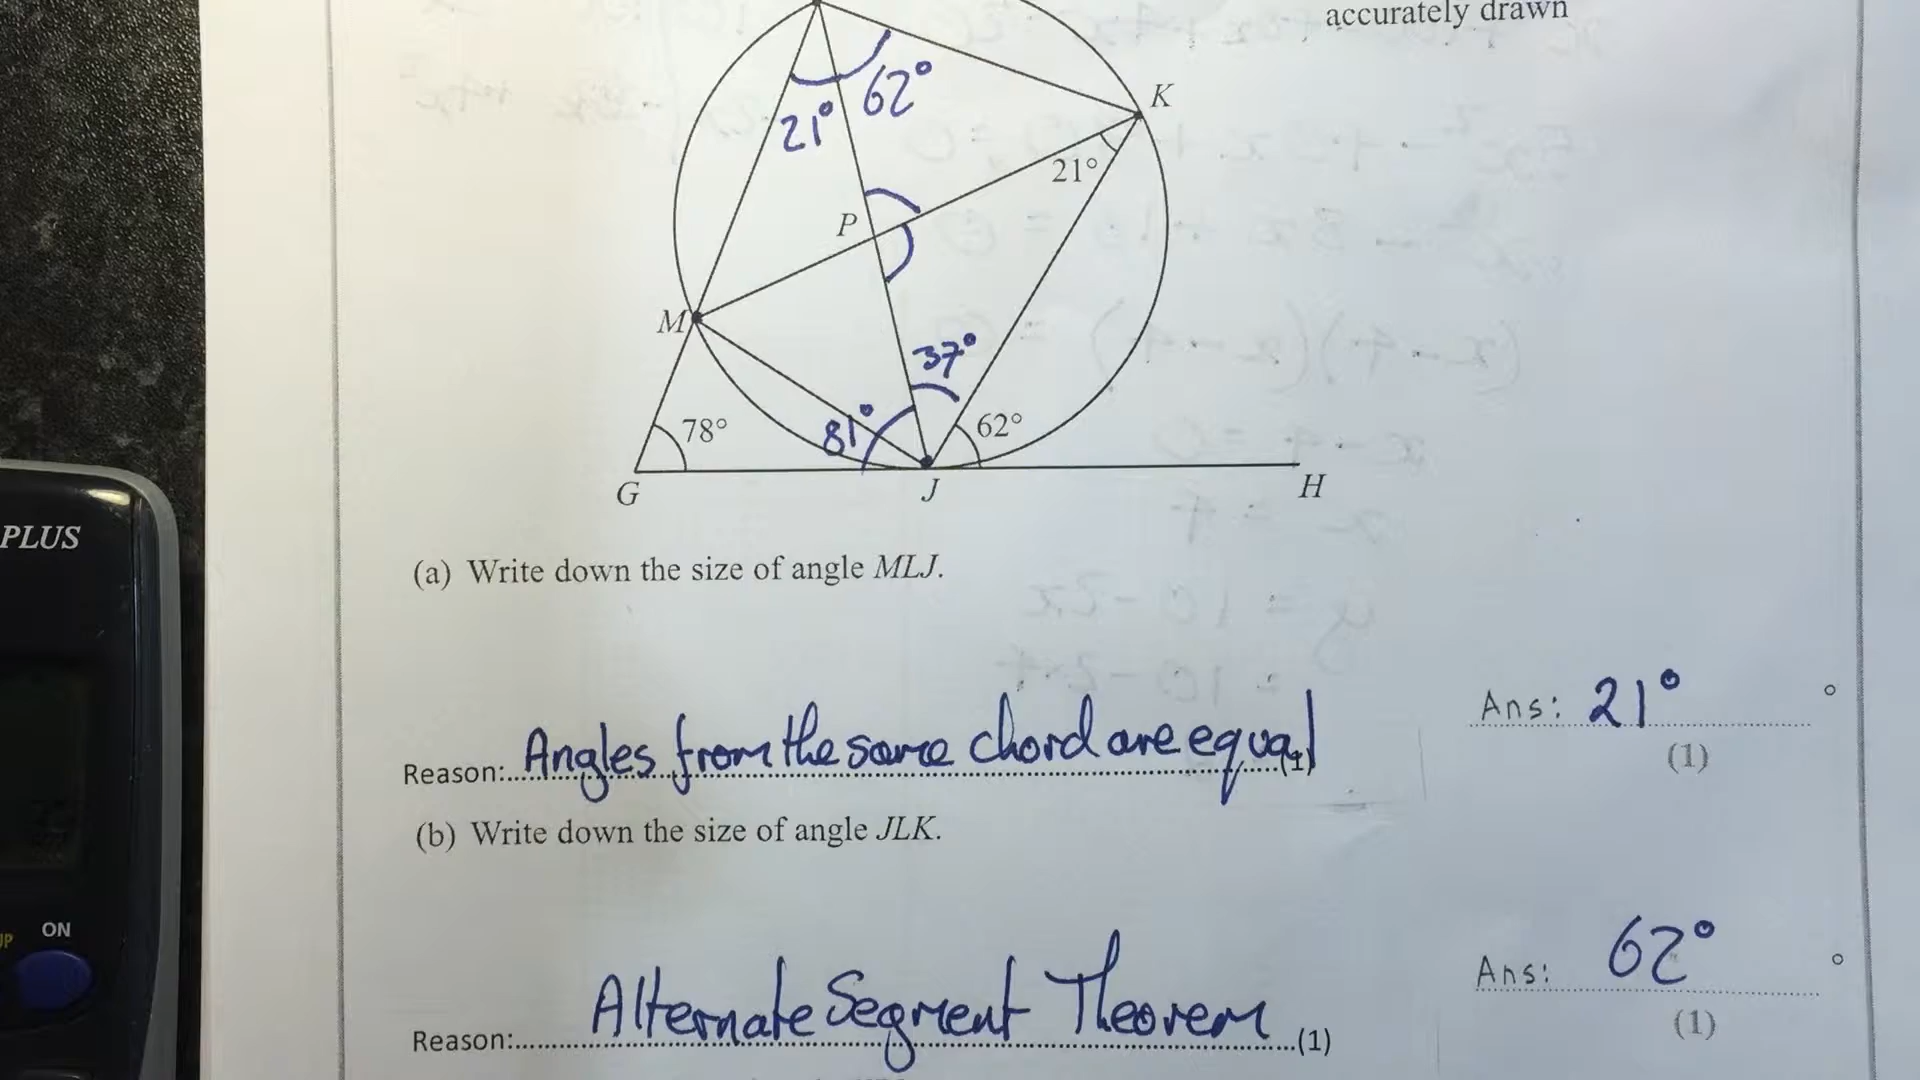 accurately drawn
K
62°
21°
21°
P
M
37°
81°
78°
62°
G
J
H
PLUS
(a) Write down the size of angle MLJ.
Ans: 21° °
(1)
Reason: Angles from the same chord are equal (1)
(b) Write down the size of angle JLK.
ON
Ans: 62° °
(1)
Reason: Alternate Segment Theorem (1)